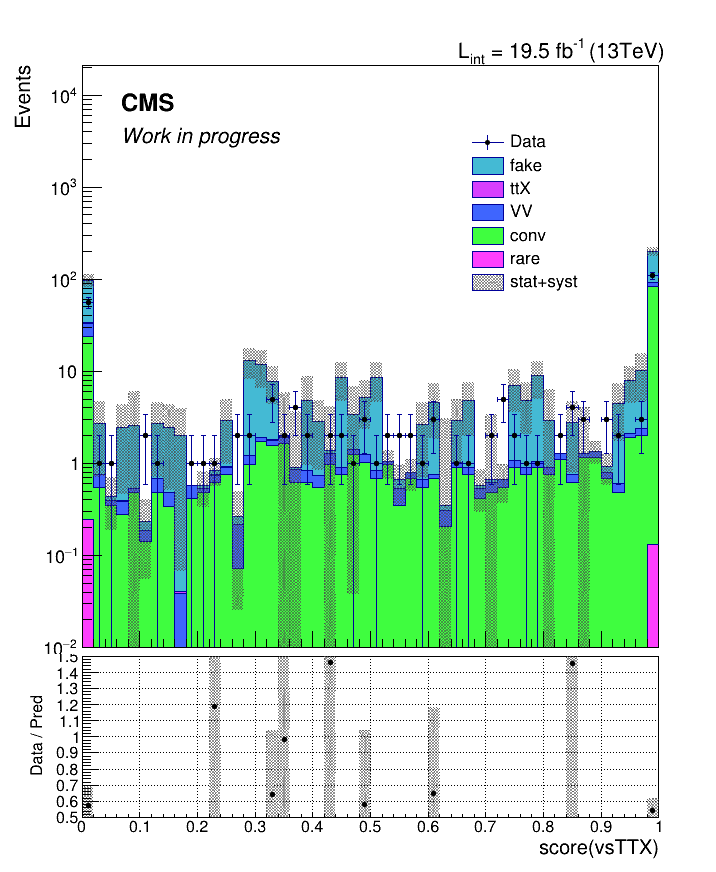 L_int = 19.5 fb^-1 (13TeV)
Events
CMS
Work in progress
Data
fake
ttX
VV
conv
rare
stat+syst
10^4
10^3
10^2
10
1
10^−1
10^−2
Data / Pred
1.5
1.4
1.3
1.2
1.1
1
0.9
0.8
0.7
0.6
0.5
0 0.1 0.2 0.3 0.4 0.5 0.6 0.7 0.8 0.9 1
score(vsTTX)